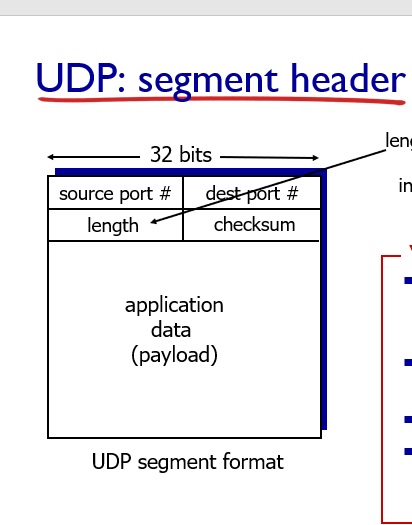 UDP: segment header
32 bits
source port # dest port #
length checksum
application
data
(payload)
UDP segment format